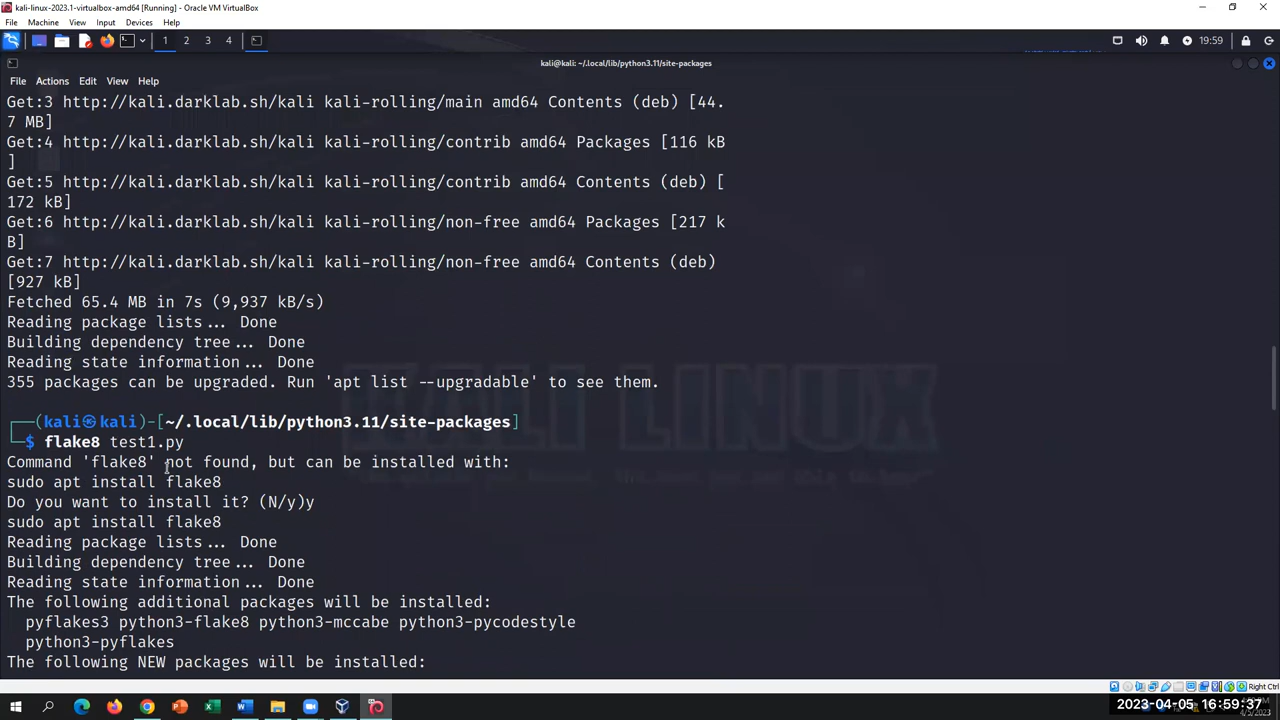 kali-linux-2023.1-virtualbox-amd64 [Running] - Oracle VM VirtualBox
File Machine View Input Devices Help
1 2 3 4 19:59
kali@kali: ~/.local/lib/python3.11/site-packages
File Actions Edit View Help
Get:3 http://kali.darklab.sh/kali kali-rolling/main amd64 Contents (deb) [44.
7 MB]
Get:4 http://kali.darklab.sh/kali kali-rolling/contrib amd64 Packages [116 kB
]
Get:5 http://kali.darklab.sh/kali kali-rolling/contrib amd64 Contents (deb) [
172 kB]
Get:6 http://kali.darklab.sh/kali kali-rolling/non-free amd64 Packages [217 k
B]
Get:7 http://kali.darklab.sh/kali kali-rolling/non-free amd64 Contents (deb)
[927 kB]
Fetched 65.4 MB in 7s (9,937 kB/s)
Reading package lists... Done
Building dependency tree... Done
Reading state information... Done
355 packages can be upgraded. Run 'apt list --upgradable' to see them.
KALI LINUX
┌──(kali㉿kali)-[~/.local/lib/python3.11/site-packages]
└─$ flake8 test1.py
Command 'flake8' not found, but can be installed with:
sudo apt install flake8
Do you want to install it? (N/y)y
sudo apt install flake8
Reading package lists... Done
Building dependency tree... Done
Reading state information... Done
The following additional packages will be installed:
pyflakes3 python3-flake8 python3-mccabe python3-pycodestyle
python3-pyflakes
The following NEW packages will be installed:
Right Ctrl
2023-04-05 16:59:37
4/5/2023